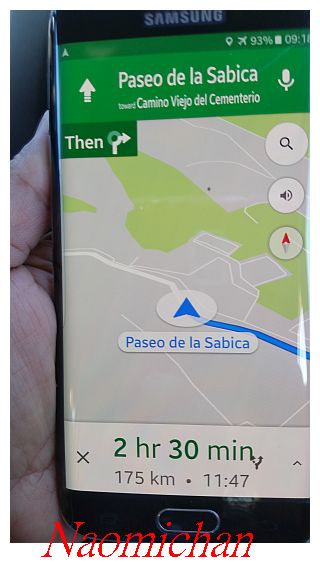 SAMSUNG
93% 09:18
Paseo de la Sabica
toward Camino Viejo del Cementerio
Then
Paseo de la Sabica
2 hr 30 min
175 km • 11:47
Naomichan